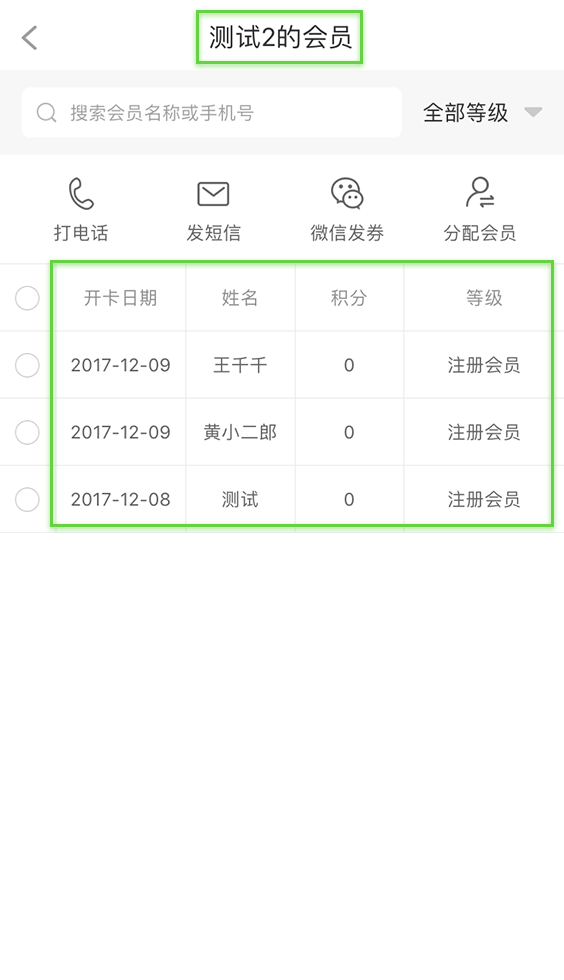 测试2的会员
搜索会员名称或手机号 全部等级
打电话 发短信 微信发券 分配会员
开卡日期 姓名 积分 等级
2017-12-09 王千千 0 注册会员
2017-12-09 黄小二郎 0 注册会员
2017-12-08 测试 0 注册会员